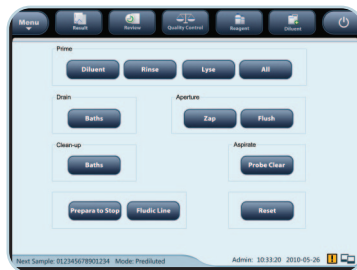 Menu Result Review Quality Control Reagent Diluent
Prime
Diluent Rinse Lyse All
Drain Aperture
Baths Zap Flush
Clean-up Aspirate
Baths Probe Clear
Prepara to Stop Fludic Line Reset
Next Sample: 012345678901234 Mode: Prediluted Admin: 10:33:20 2010-05-26